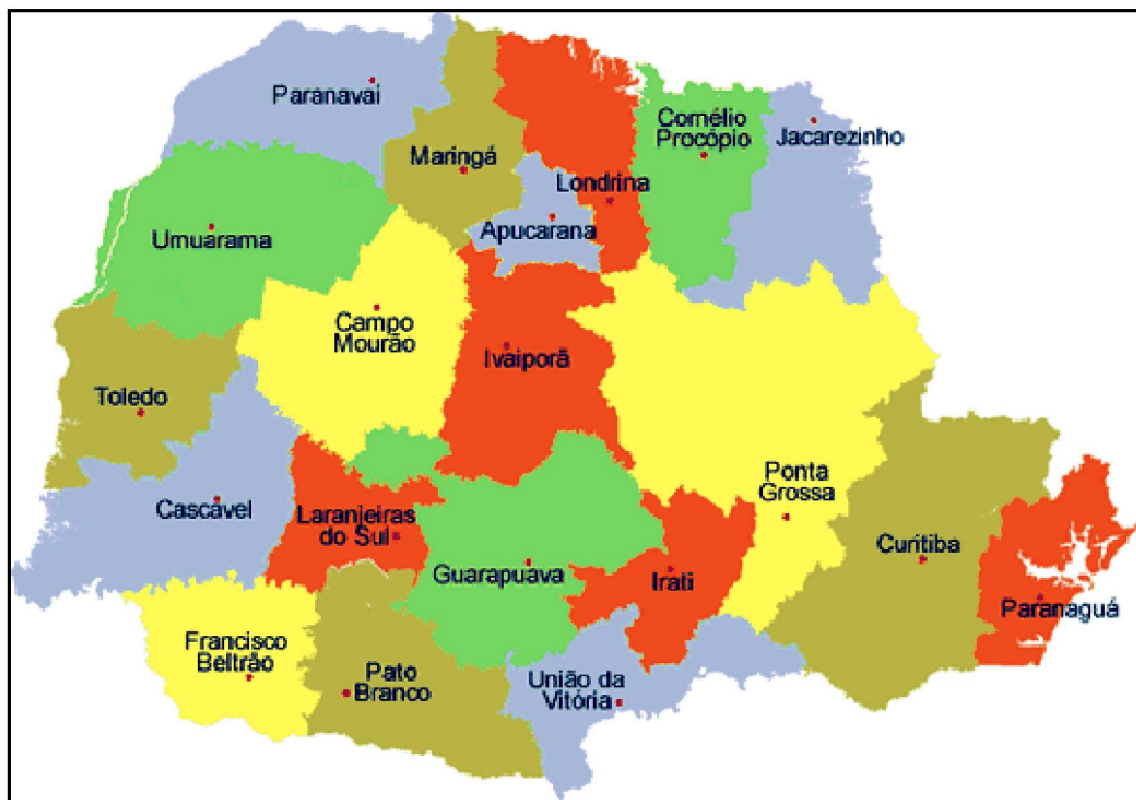 Paranavaí
Maringá
Cornélio
Procópio
Jacarezinho
Londrina
Apucarana
Umuarama
Campo
Mourão
Ivaiporã
Toledo
Ponta
Grossa
Cascável
Laranjeiras
do Sul
Guarapuava
Irati
Curitiba
Paranaguá
Francisco
Beltrão
Pato
Branco
União da
Vitória